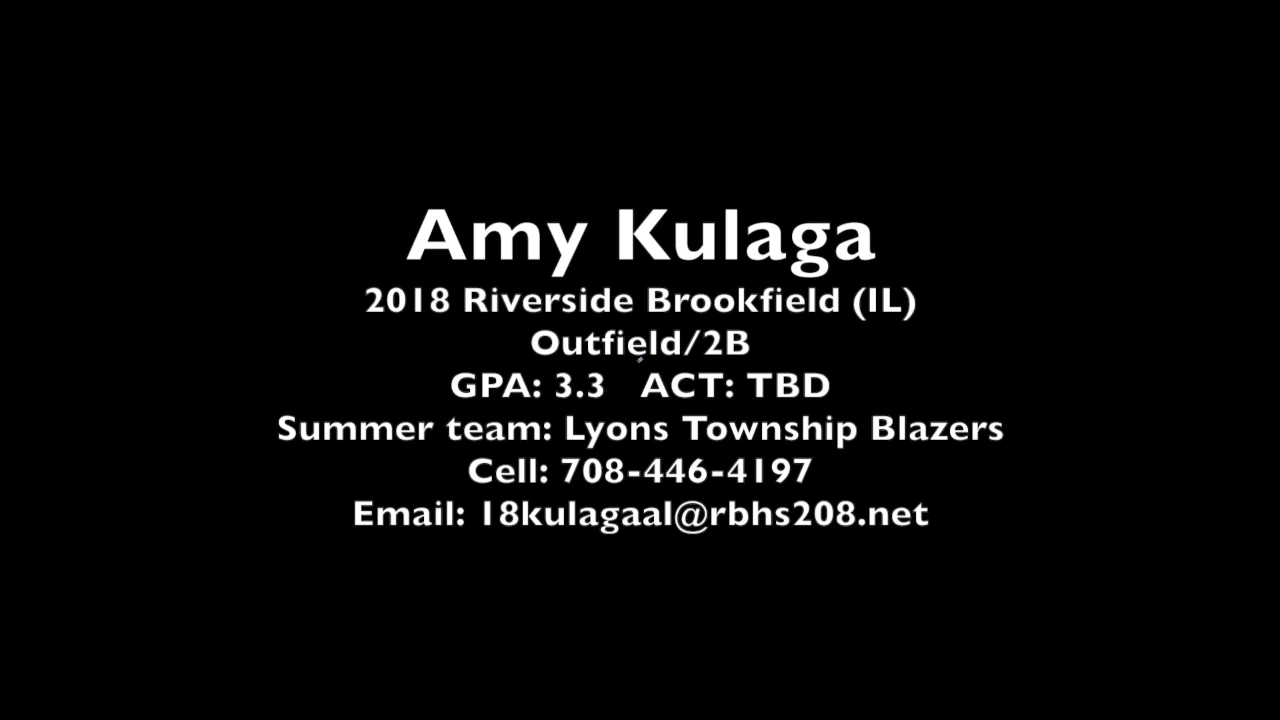 Amy Kulaga
2018 Riverside Brookfield (IL)
Outfield/2B
GPA: 3.3 ACT: TBD
Summer team: Lyons Township Blazers
Cell: 708-446-4197
Email: 18kulagaal@rbhs208.net